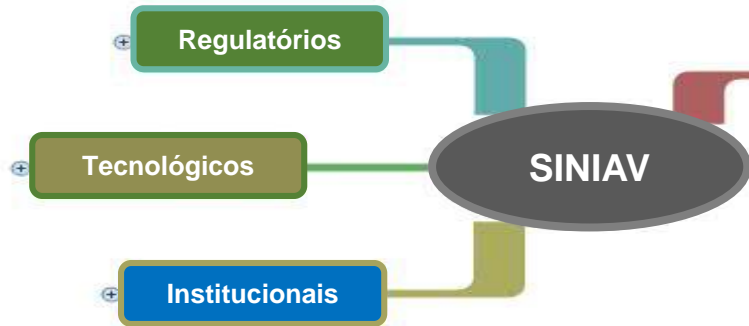 Regulatórios
Tecnológicos
SINIAV
Institucionais